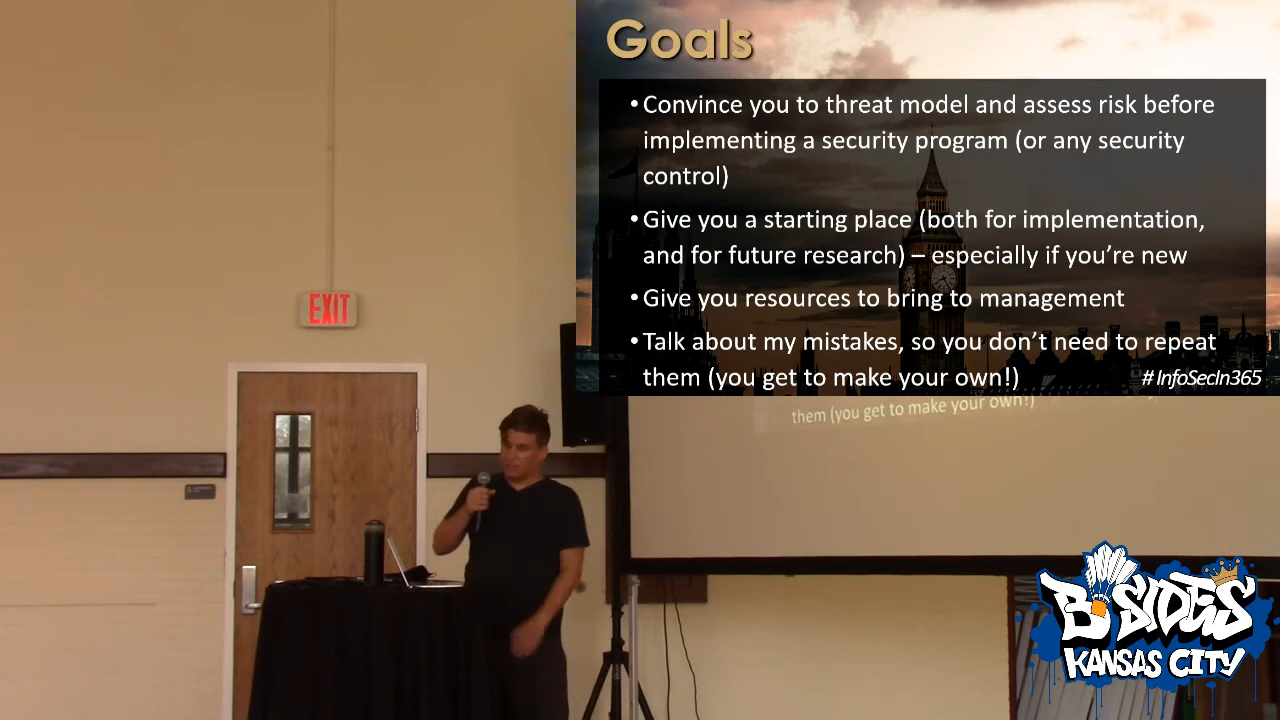 Goals
•Convince you to threat model and assess risk before
implementing a security program (or any security
control)
•Give you a starting place (both for implementation,
and for future research) – especially if you're new
•Give you resources to bring to management
•Talk about my mistakes, so you don't need to repeat
them (you get to make your own!)
#InfoSecIn365
them (you get to make your own!)
EXIT
B•SIDES
KANSAS CITY